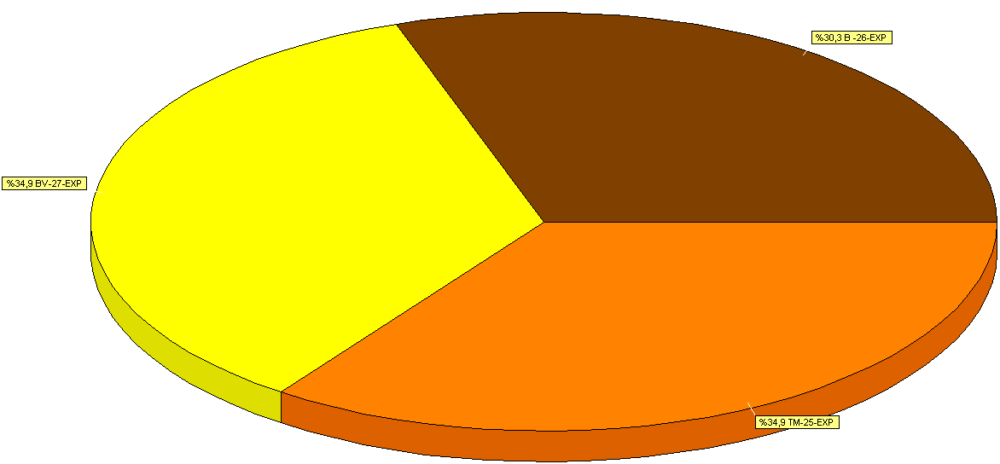 %30,3 B -26-EXP
%34,9 BV-27-EXP
%34,9 TM-25-EXP